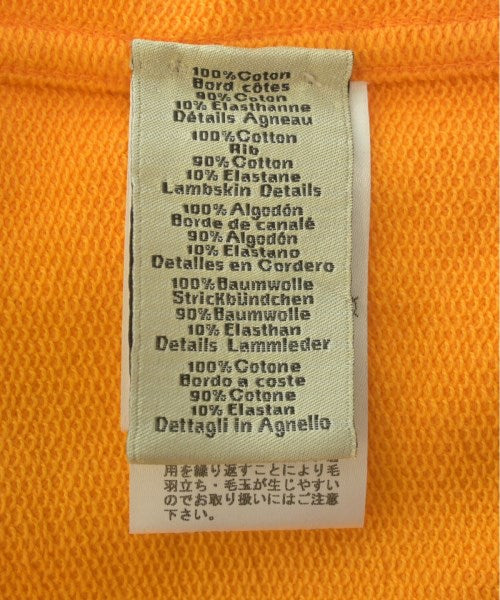 100%Coton
Bord côtes
90% Coton
10% Elasthanne
Détails Agneau
100%Cotton
Rib
90% Cotton
10% Elastane
Lambskin Details
100% Algodón
Borde de canalé
90% Algodón
10% Elastano
Detalles en Cordero
100%Baumwolle
Strickbündchen
90%Baumwolle
10% Elasthan
Details Lammleder
100% Cotone
Bordo a coste
90% Cotone
10% Elastan
Dettagli in Agnello
用を繰り返すことにより毛
羽立ち・毛玉が生じやすい
のでお取り扱いにはご注意
下さい。